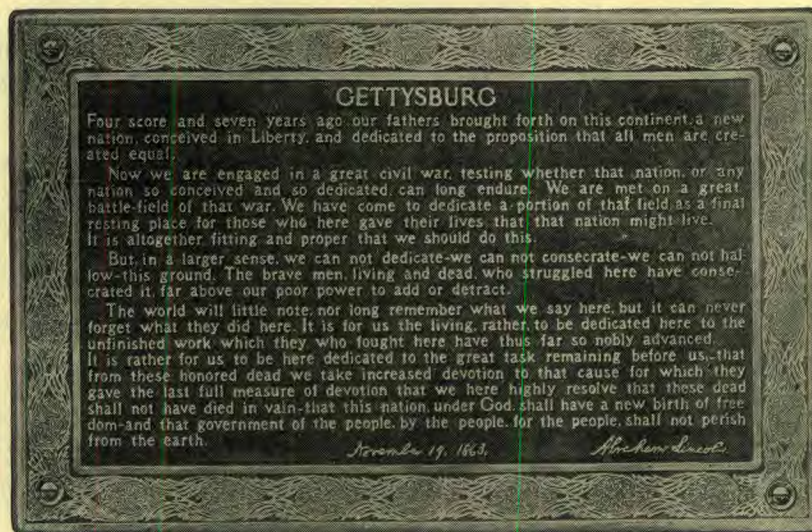 GETTYSBURG
Four score and seven years ago our fathers brought forth on this continent, a new
nation, conceived in Liberty, and dedicated to the proposition that all men are cre-
ated equal.
Now we are engaged in a great civil war, testing whether that nation, or any
nation so conceived and so dedicated, can long endure. We are met on a great
battle-field of that war. We have come to dedicate a portion of that field as a final
resting place for those who here gave their lives that that nation might live.
It is altogether fitting and proper that we should do this.
But, in a larger sense, we can not dedicate-we can not consecrate-we can not hal
low-this ground. The brave men, living and dead, who struggled here have conse-
crated it, far above our poor power to add or detract.
The world will little note, nor long remember what we say here, but it can never
forget what they did here. It is for us the living, rather, to be dedicated here to the
unfinished work which they who fought here have thus far so nobly advanced.
It is rather for us to be here dedicated to the great task remaining before us-that
from these honored dead we take increased devotion to that cause for which they
gave the last full measure of devotion that we here highly resolve that these dead
shall not have died in vain-that this nation, under God, shall have a new birth of free
dom-and that government of the people, by the people, for the people, shall not perish
from the earth.
November 19, 1863.
Abraham Lincoln.